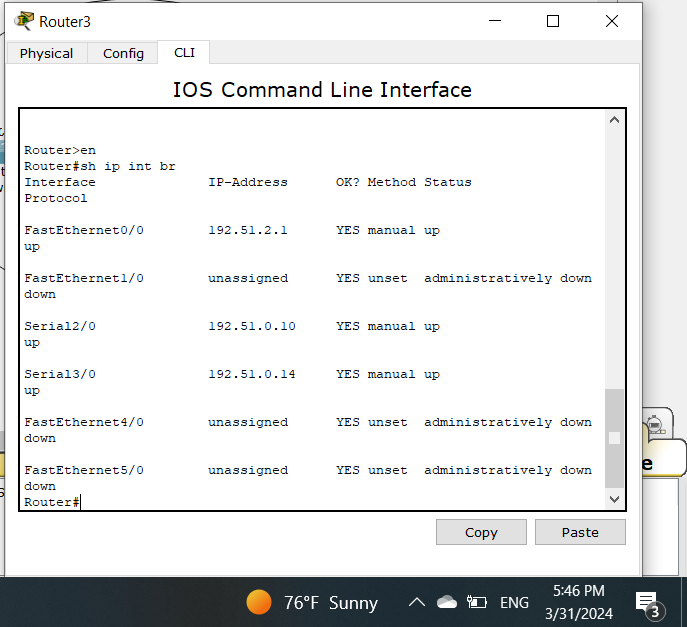 Router3
Physical Config CLI
IOS Command Line Interface
Router>en
Router#sh ip int br
Interface IP-Address OK? Method Status
Protocol
FastEthernet0/0 192.51.2.1 YES manual up
up
FastEthernet1/0 unassigned YES unset administratively down
down
Serial2/0 192.51.0.10 YES manual up
up
Serial3/0 192.51.0.14 YES manual up
up
FastEthernet4/0 unassigned YES unset administratively down
down
FastEthernet5/0 unassigned YES unset administratively down
down
Router#
Copy Paste
76°F Sunny
ENG
5:46 PM
3/31/2024
3